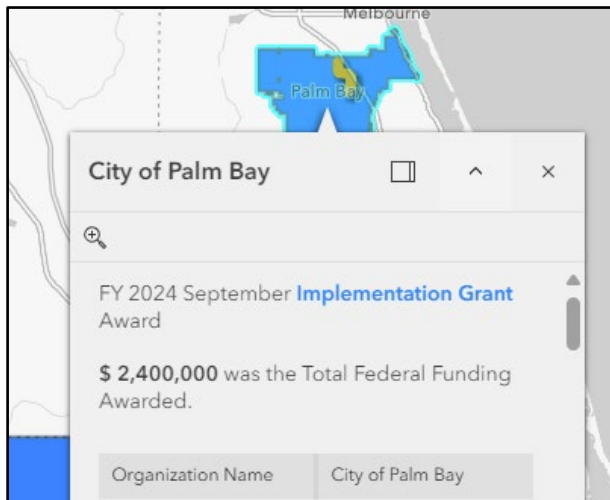 Melbourne
Palm Bay
City of Palm Bay
FY 2024 September Implementation Grant
Award
$ 2,400,000 was the Total Federal Funding
Awarded.
Organization Name City of Palm Bay